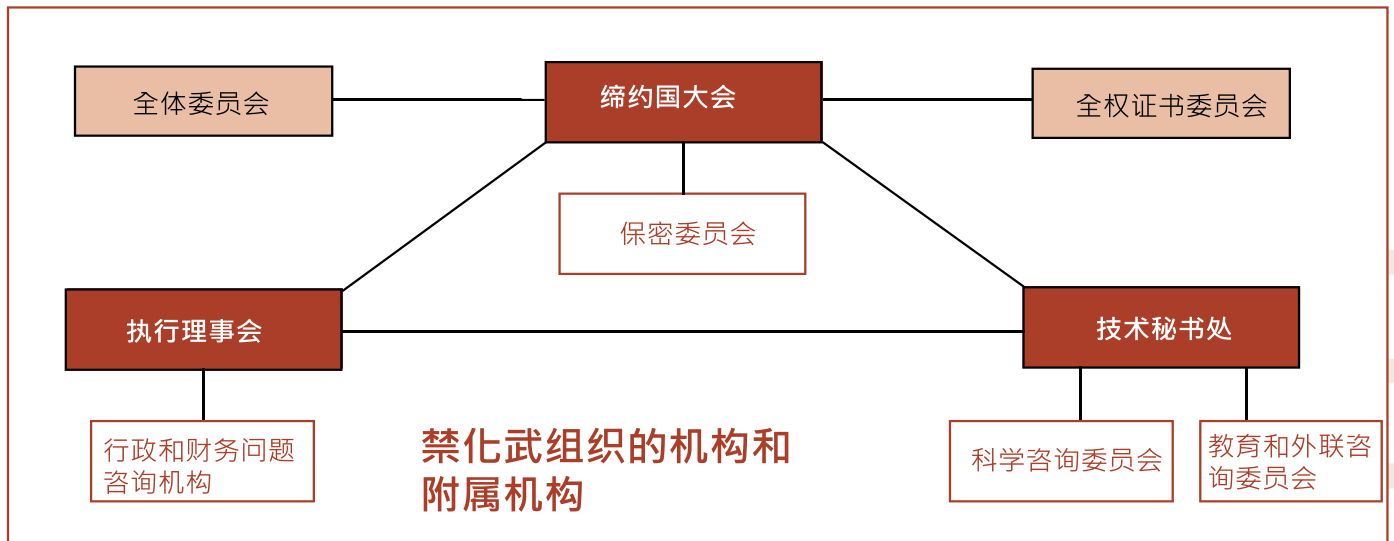 全体委员会
缔约国大会
全权证书委员会
保密委员会
执行理事会
技术秘书处
行政和财务问题
咨询机构
科学咨询委员会
教育和外联咨
询委员会
禁化武组织的机构和
附属机构